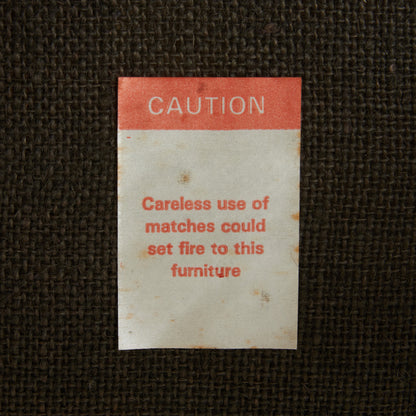 CAUTION
Careless use of
matches could
set fire to this
furniture